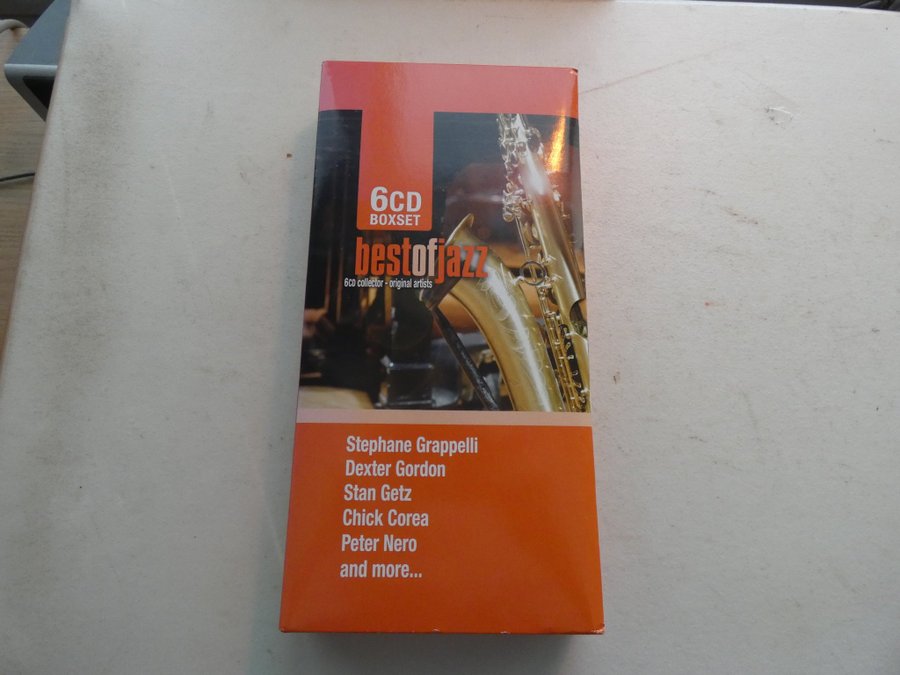 6CD
BOXSET
bestofjazz
6CD collector - original artists
Stephane Grappelli
Dexter Gordon
Stan Getz
Chick Corea
Peter Nero
and more...